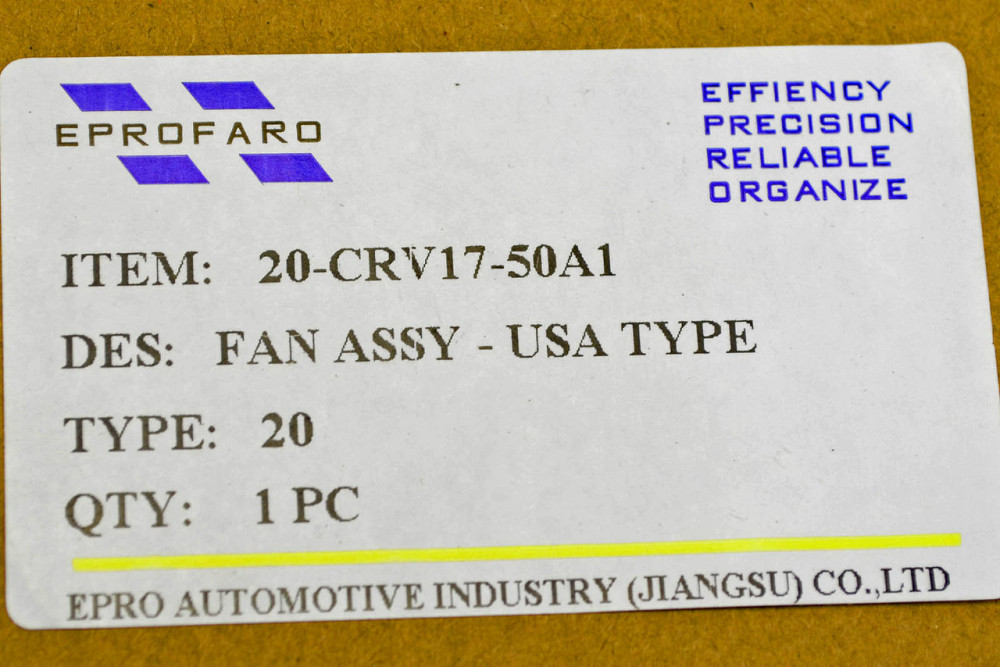 EPROFARO
EFFIENCY
PRECISION
RELIABLE
ORGANIZE
ITEM: 20-CRV17-50A1
DES: FAN ASSY - USA TYPE
TYPE: 20
QTY: 1 PC
EPRO AUTOMOTIVE INDUSTRY (JIANGSU) CO.,LTD